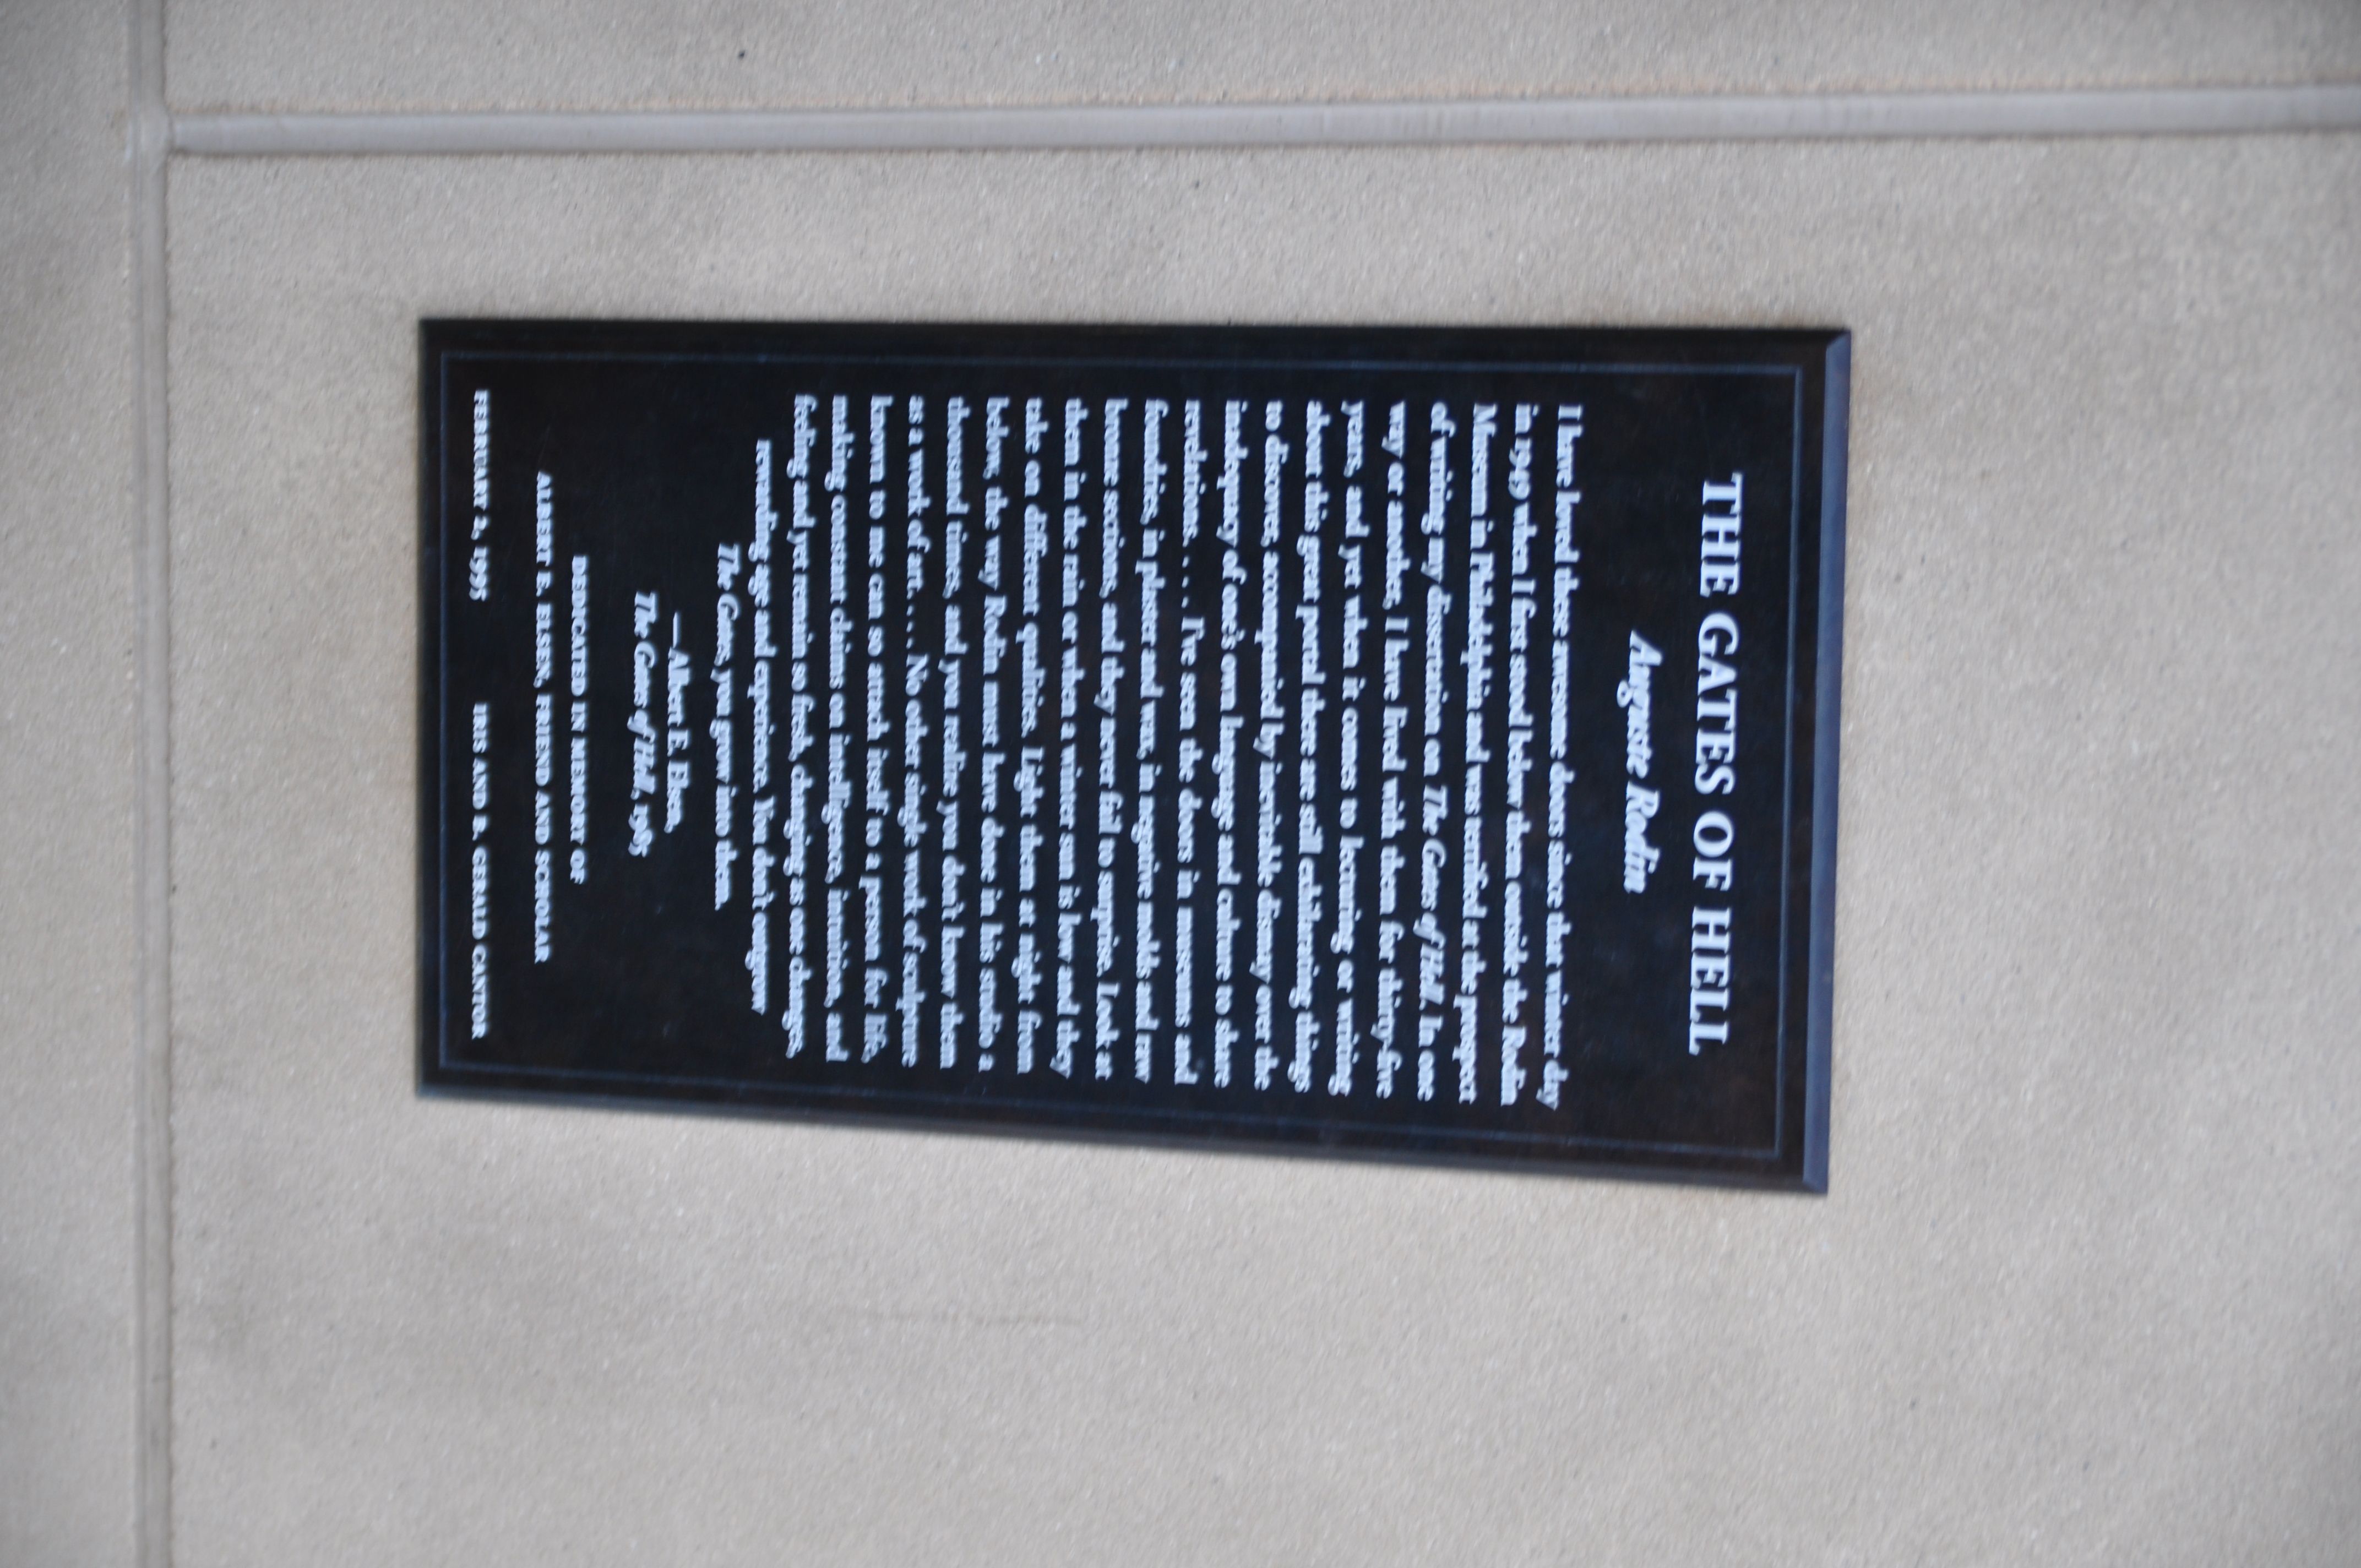 THE GATES OF HELL
Auguste Rodin
I have loved these awesome doors since that winter day
in 1949 when I first stood below them outside the Rodin
Museum in Philadelphia and was terrified at the prospect
of writing my dissertation on The Gates of Hell. In one
way or another, I have lived with them for thirty-five
years, and yet when it comes to lecturing or writing
about this great portal there are still exhilarating things
to discover, accompanied by inevitable dismay over the
inadequacy of one's own language and culture to share
revelations. . . . I've seen the doors in museums and
foundries, in plaster and wax, in negative molds and raw
bronze sections, and they never fail to surprise. Look at
them in the rain or when a winter sun is low and they
take on different qualities. Light them at night from
below, the way Rodin must have done in his studio a
thousand times, and you realize you don't know them
as a work of art. . . . No other single work of sculpture
known to me can so attach itself to a person for life,
making constant claims on intelligence, intuition, and
feeling and yet remain so fresh, changing as one changes,
rewarding age and experience. You don't outgrow
The Gates, you grow into them.
—Albert E. Elsen,
The Gates of Hell, 1985
DEDICATED IN MEMORY OF
ALBERT E. ELSEN, FRIEND AND SCHOLAR
FEBRUARY 2, 1995 IRIS AND B. GERALD CANTOR